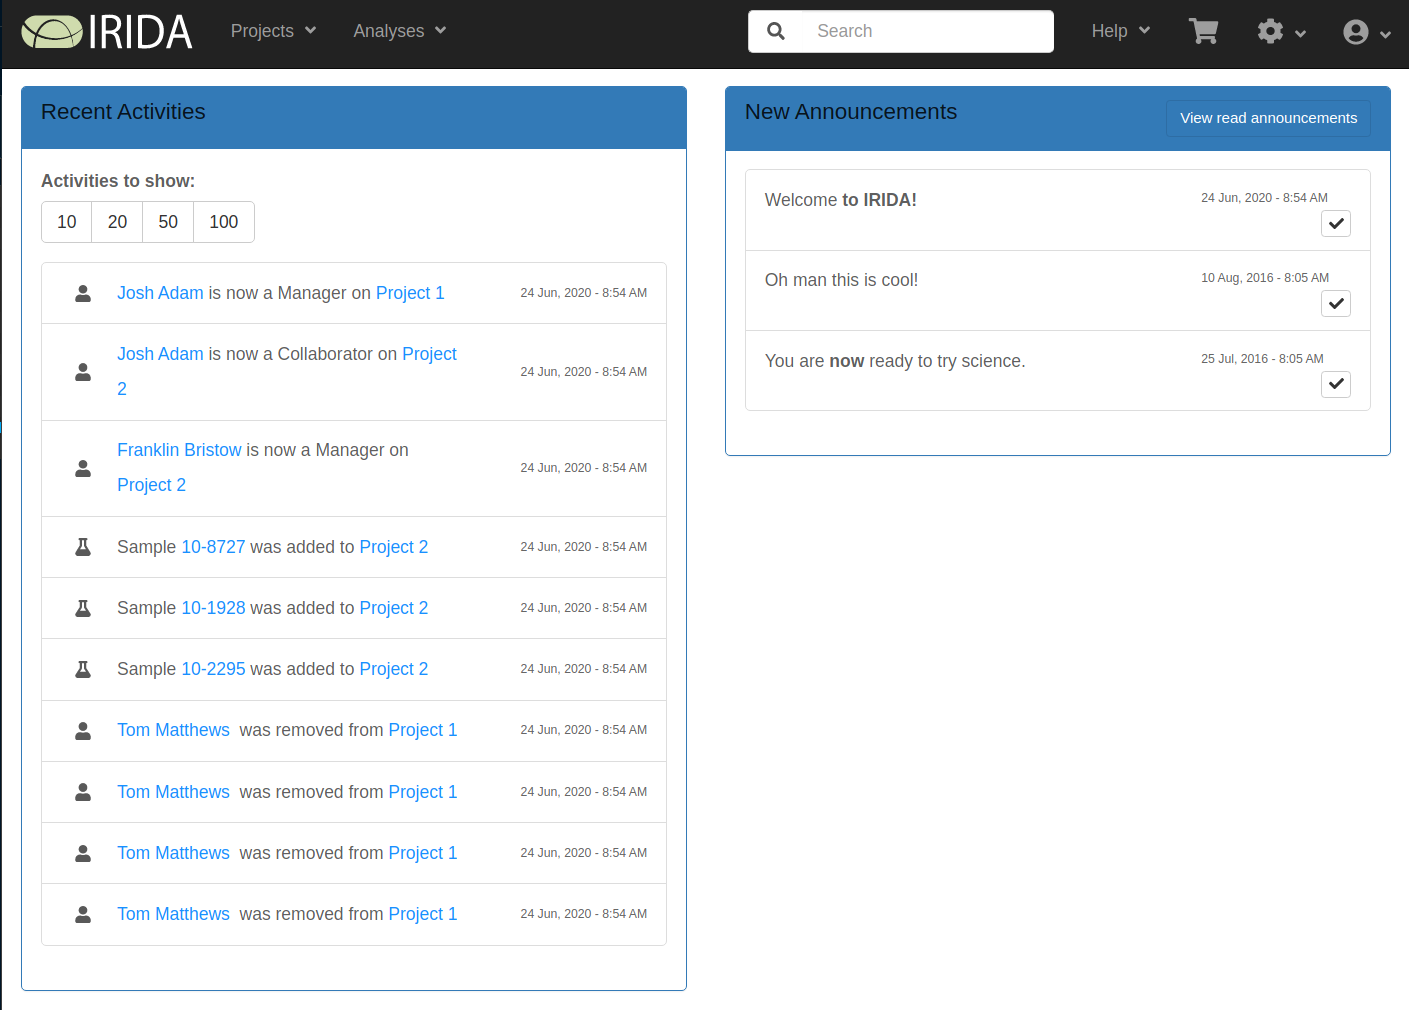 IRIDA
Projects
Analyses
Search
Help
Recent Activities
Activities to show:
10 20 50 100
Josh Adam is now a Manager on Project 1 24 Jun, 2020 - 8:54 AM
Josh Adam is now a Collaborator on Project
2
24 Jun, 2020 - 8:54 AM
Franklin Bristow is now a Manager on
Project 2
24 Jun, 2020 - 8:54 AM
Sample 10-8727 was added to Project 2 24 Jun, 2020 - 8:54 AM
Sample 10-1928 was added to Project 2 24 Jun, 2020 - 8:54 AM
Sample 10-2295 was added to Project 2 24 Jun, 2020 - 8:54 AM
Tom Matthews was removed from Project 1 24 Jun, 2020 - 8:54 AM
Tom Matthews was removed from Project 1 24 Jun, 2020 - 8:54 AM
Tom Matthews was removed from Project 1 24 Jun, 2020 - 8:54 AM
Tom Matthews was removed from Project 1 24 Jun, 2020 - 8:54 AM
New Announcements
View read announcements
Welcome to IRIDA! 24 Jun, 2020 - 8:54 AM
Oh man this is cool! 10 Aug, 2016 - 8:05 AM
You are now ready to try science. 25 Jul, 2016 - 8:05 AM